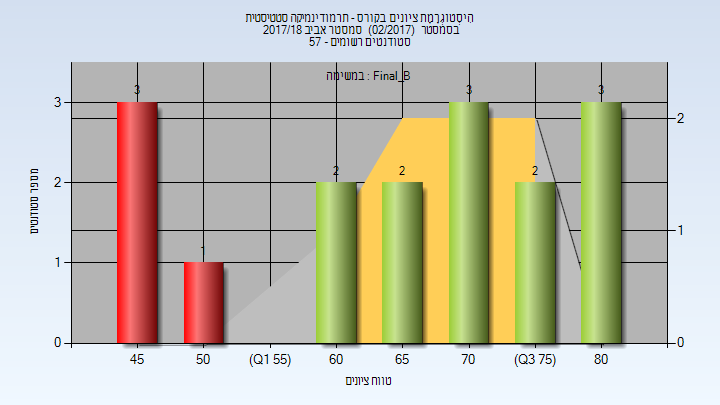 היסטוגרמת ציונים בקורס - תרמודינמיקה סטטיסטית
בסמסטר (02/2017) סמסטר אביב 2017/18
סטודנטים רשומים - 57
במשימה : Final_B
3 3 3
3
2 2 2 2
2 2
1 1 1
0 0
מספר סטודנטים
45 50 (Q1 55) 60 65 70 (Q3 75) 80
טווח ציונים